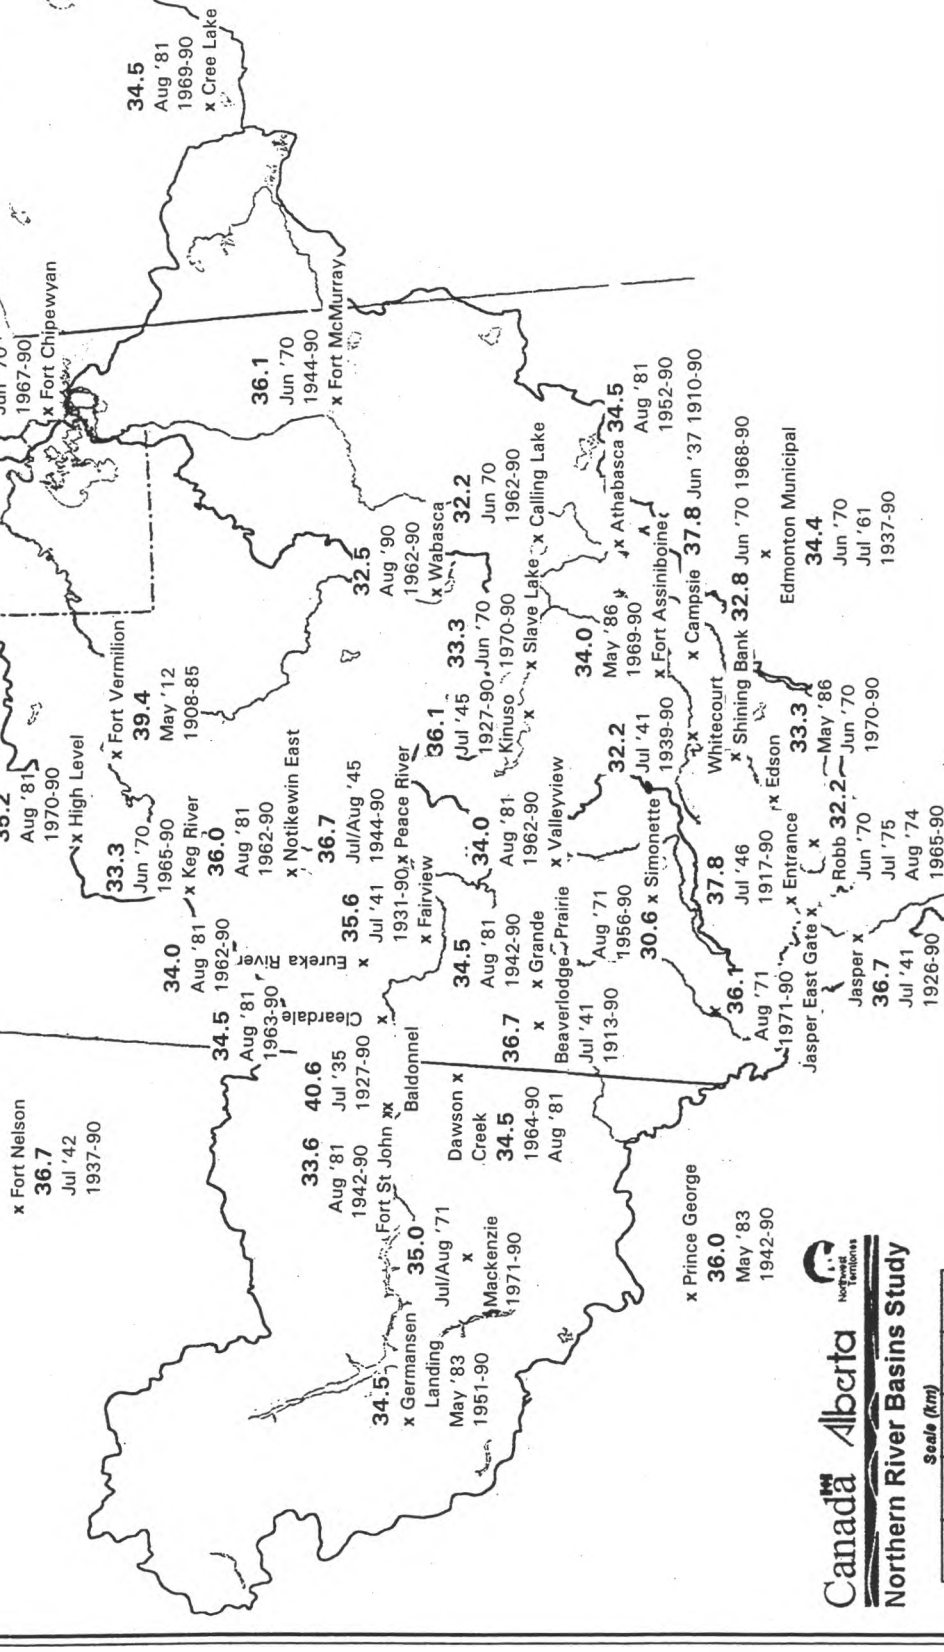 34.5
Aug '81
1969-90
x Cree Lake
1967-90
x Fort Chipewyan
36.1
Jun '70
1944-90
x Fort McMurray
35.2
Aug '81
1970-90
x High Level
x Fort Vermilion
39.4
May '12
1908-85
33.3
Jun '70
1965-90
x Keg River
36.0
Aug '81
1962-90
x Notikewin East
36.7
Jul/Aug '45
1944-90
x Peace River
32.5
Aug '90
1962-90
x Wabasca
32.2
Jun 70
1962-90
x Calling Lake
33.3
Jun '70
1970-90
x Slave Lake
36.1
Jul '45
1927-90
Kinuso
x
34.0
May '86
1969-90
x Fort Assiniboine
x Athabasca 34.5
Aug '81
1952-90
x Campsie 37.8 Jun '37 1910-90
x Shining Bank 32.8 Jun '70 1968-90
x
Edmonton Municipal
34.4
Jun '70
Jul '61
1937-90
32.2
Jul '41
1939-90
x
Whitecourt
x Edson
33.3
May '86
Jun '70
1970-90
34.0
Aug '81
1962-90
x Valleyview
34.0
Aug '81
1962-90
Eureka
River
x
35.6
Jul '41
1931-90
x Fairview
34.5
Aug '81
1963-90
Cleardale
x
34.5
Aug '81
1942-90
x Grande
Prairie
36.7
x
Beaverlodge
Jul '41
1913-90
Aug '71
1956-90
30.6 x Simonette
37.8
Jul '46
1917-90
x Entrance
x
Robb 32.2
Jun '70
Jul '75
Aug '74
1965-90
x
36.1
Aug '71
1971-90
Jasper East Gate x
Jasper x
36.7
Jul '41
1926-90
x Fort Nelson
36.7
Jul '42
1937-90
40.6
Jul '35
1927-90
Baldonnel
33.6
Aug '81
1942-90
Fort St John xx
Dawson x
Creek
34.5
1964-90
Aug '81
35.0
Jul/Aug '71
x
Mackenzie
1971-90
34.5
x Germansen
Landing
May '83
1951-90
x Prince George
36.0
May '83
1942-90
Canada Alberta Northwest
Territories
Northern River Basins Study
Scale (km)